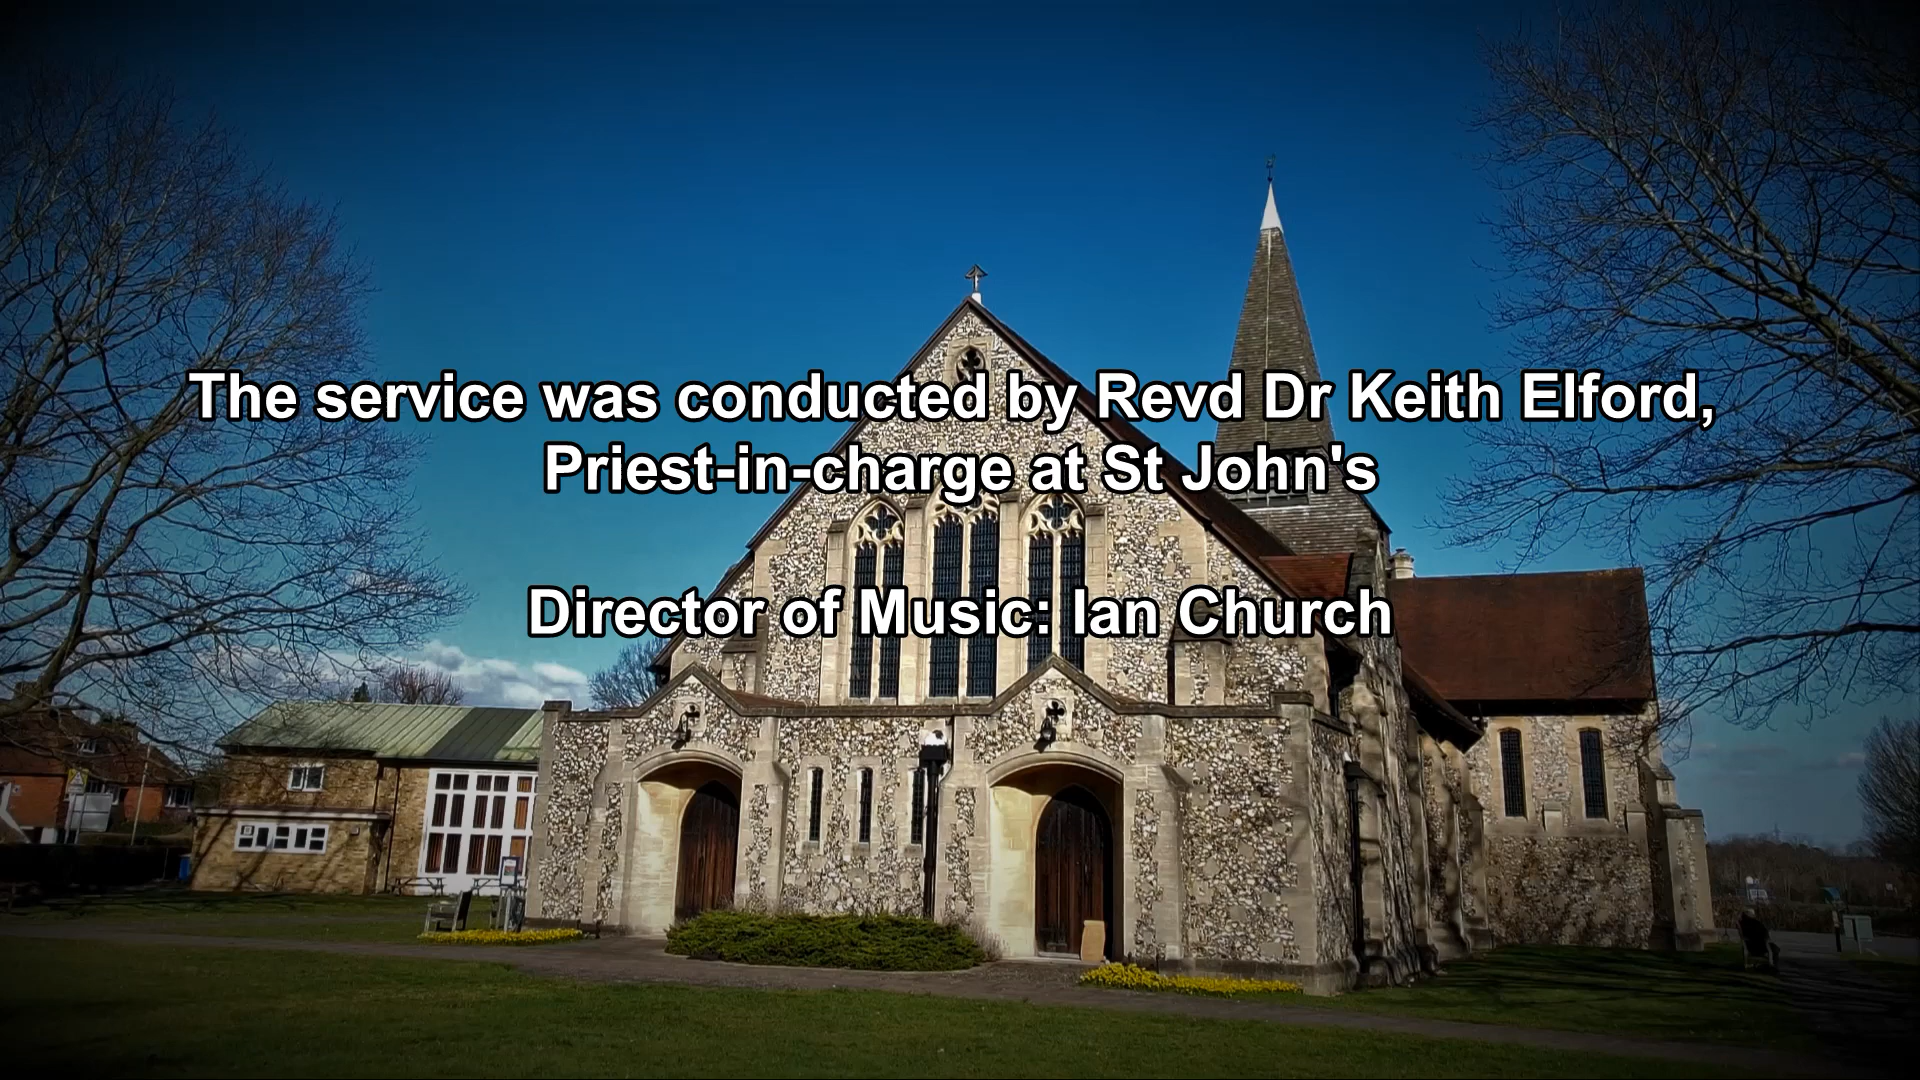 The service was conducted by Revd Dr Keith Elford,
Priest-in-charge at St John's
Director of Music: Ian Church